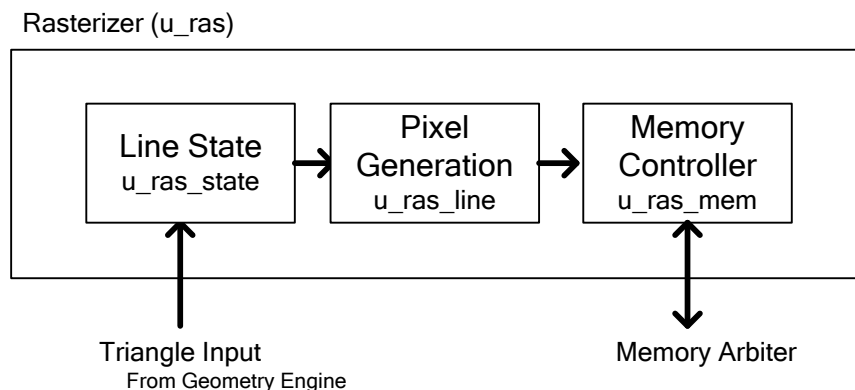 Rasterizer (u_ras)
Line State
u_ras_state
Pixel
Generation
u_ras_line
Memory
Controller
u_ras_mem
Triangle Input
From Geometry Engine
Memory Arbiter